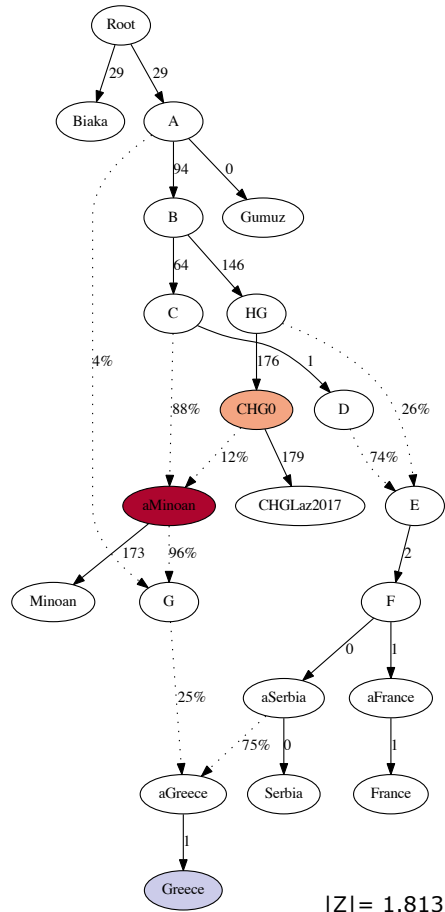 Root
29 29
Biaka A
94 0
B Gumuz
64 146
C HG
4% 176 1
88% CHG0 D 26%
12% 179 74%
aMinoan CHGLaz2017 E
173 96% 2
Minoan G F
0 1
25% aSerbia aFrance
75% 0 1
aGreece Serbia France
1
Greece
|Z|= 1.813